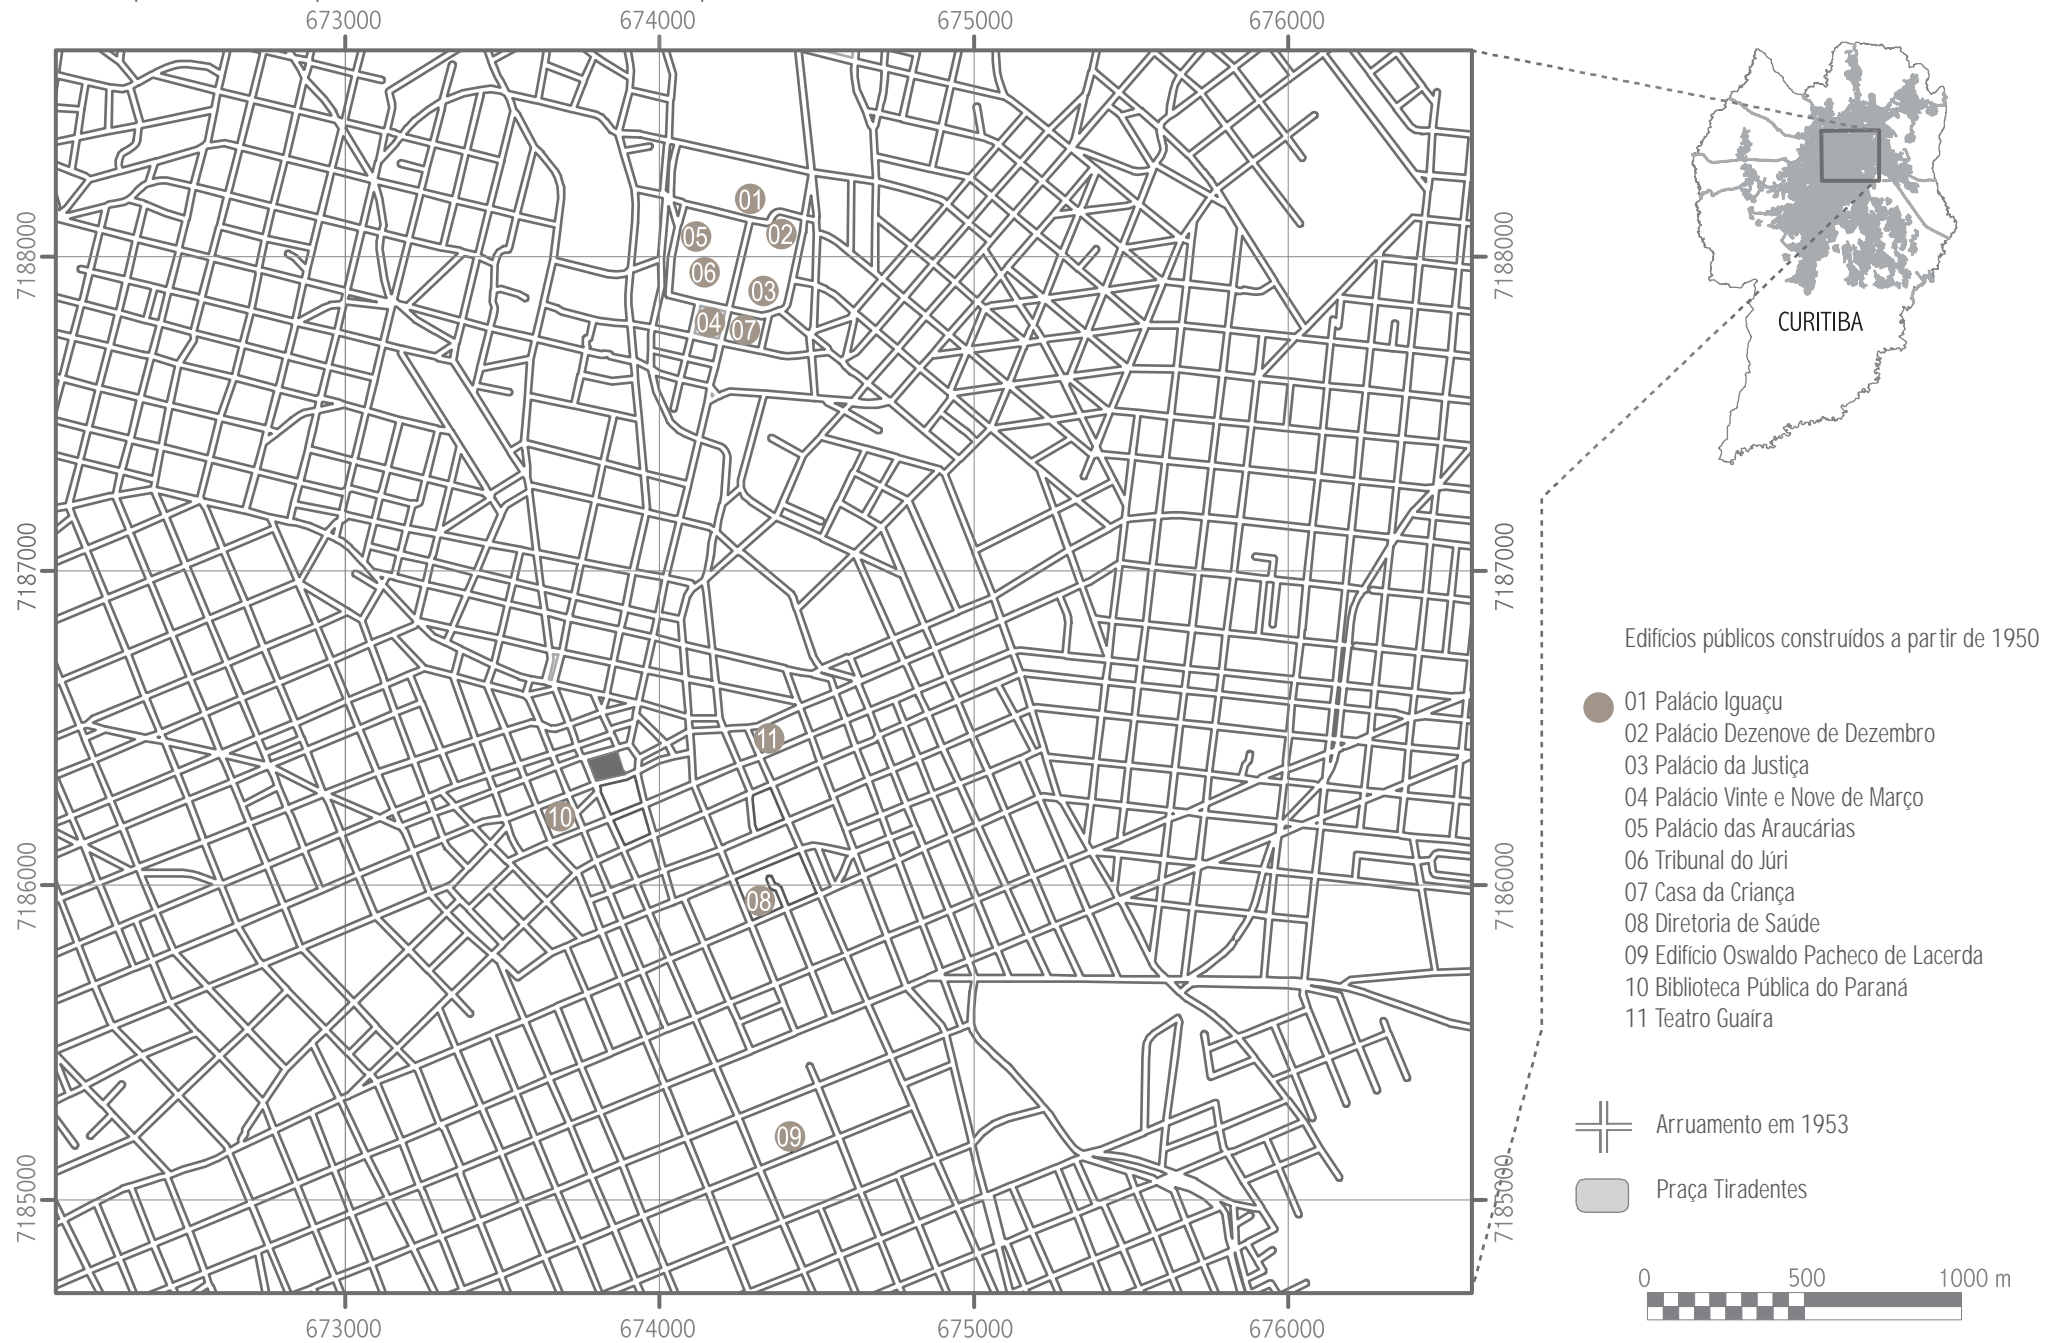 673000
674000
675000
676000
7188000
7187000
7186000
7185000
01
02
05
06
03
04
07
11
10
08
09
7188000
7187000
7186000
7185000
673000
674000
675000
676000
CURITIBA
Edifícios públicos construídos a partir de 1950
01 Palácio Iguaçu
02 Palácio Dezenove de Dezembro
03 Palácio da Justiça
04 Palácio Vinte e Nove de Março
05 Palácio das Araucárias
06 Tribunal do Júri
07 Casa da Criança
08 Diretoria de Saúde
09 Edifício Oswaldo Pacheco de Lacerda
10 Biblioteca Pública do Paraná
11 Teatro Guaíra
Arruamento em 1953
Praça Tiradentes
0 500 1000 m